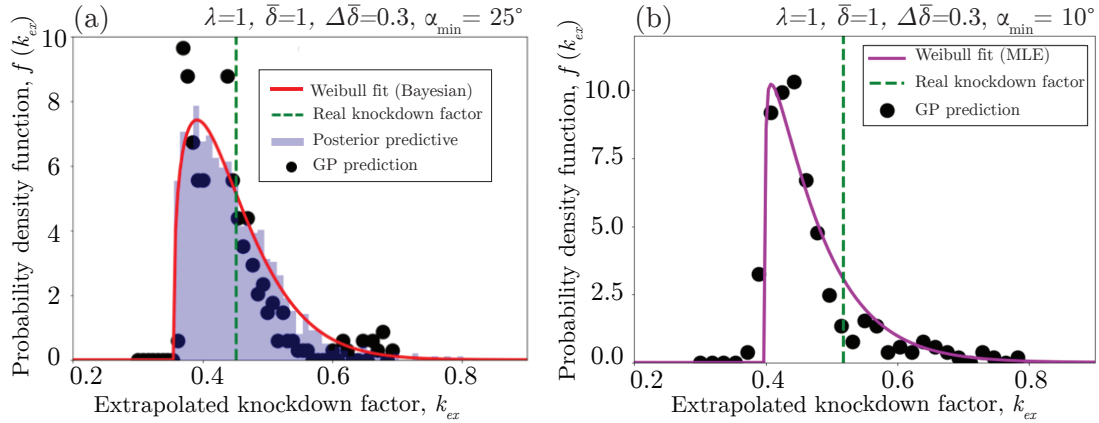 (a) λ=1, δ̄=1, Δδ̄=0.3, α_min = 25°
Probability density function, f (k_ex)
10
8
6
4
2
0
Weibull fit (Bayesian)
Real knockdown factor
Posterior predictive
GP prediction
0.2 0.4 0.6 0.8
Extrapolated knockdown factor, k_ex
(b) λ=1, δ̄=1, Δδ̄=0.3, α_min = 10°
Probability density function, f (k_ex)
10.0
7.5
5.0
2.5
0.0
Weibull fit (MLE)
Real knockdown factor
GP prediction
0.2 0.4 0.6 0.8
Extrapolated knockdown factor, k_ex